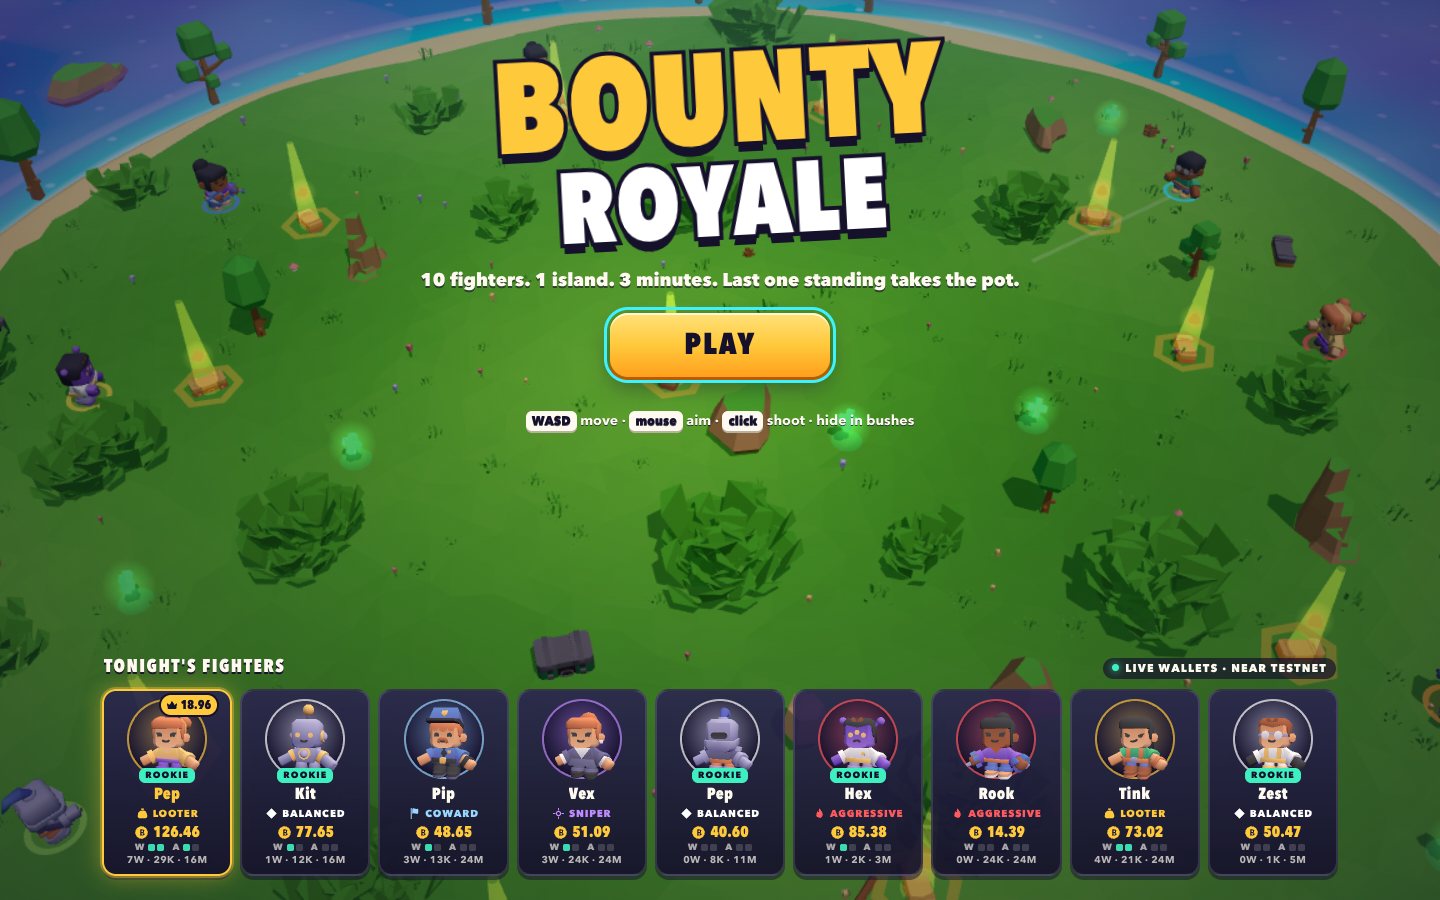 BOUNTY
ROYALE
10 fighters. 1 island. 3 minutes. Last one standing takes the pot.
PLAY
WASD move · mouse aim · click shoot · hide in bushes
TONIGHT'S FIGHTERS
LIVE WALLETS · NEAR TESTNET
18.96
ROOKIE
Pep
LOOTER
B 126.46
W A
7W · 29K · 16M
ROOKIE
Kit
BALANCED
B 77.65
W A
1W · 12K · 16M
Pip
COWARD
B 48.65
W A
3W · 13K · 24M
Vex
SNIPER
B 51.09
W A
3W · 24K · 24M
ROOKIE
Pep
BALANCED
B 40.60
W A
0W · 8K · 11M
ROOKIE
Hex
AGGRESSIVE
B 85.38
W A
1W · 2K · 3M
Rook
AGGRESSIVE
B 14.39
W A
0W · 24K · 24M
Tink
LOOTER
B 73.02
W A
4W · 21K · 24M
ROOKIE
Zest
BALANCED
B 50.47
W A
0W · 1K · 5M